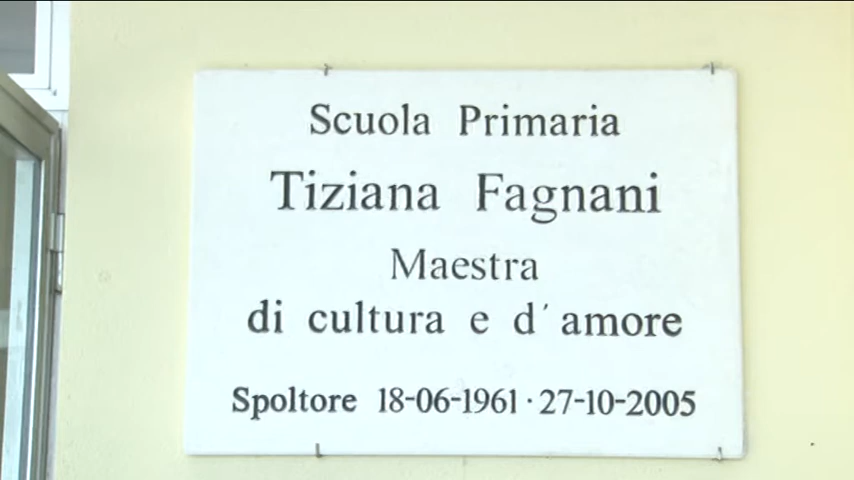 Scuola Primaria
Tiziana Fagnani
Maestra
di cultura e d'amore
Spoltore 18-06-1961 · 27-10-2005